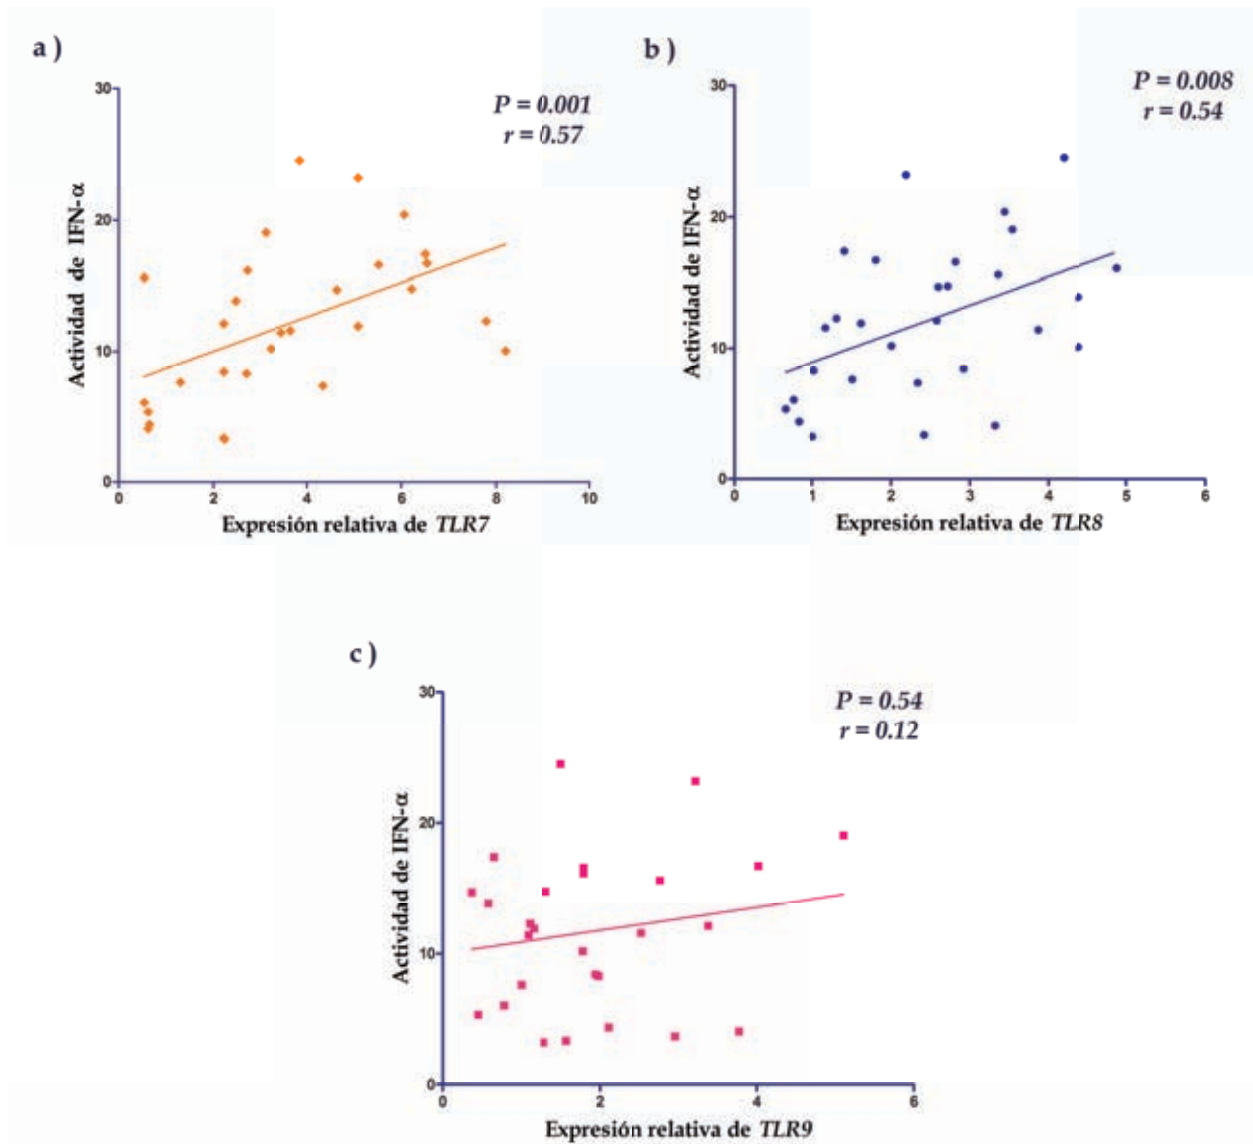 a )
P = 0.001
r = 0.57
30
20
10
0
Actividad de IFN-α
0 2 4 6 8 10
Expresión relativa de TLR7
b )
P = 0.008
r = 0.54
30
20
10
0
Actividad de IFN-α
0 1 2 3 4 5 6
Expresión relativa de TLR8
c )
P = 0.54
r = 0.12
30
20
10
0
Actividad de IFN-α
0 2 4 6
Expresión relativa de TLR9